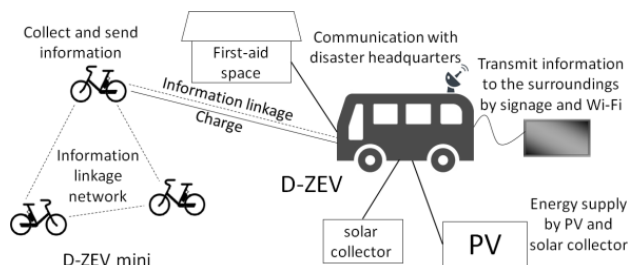 Collect and send
information
First-aid
space
Communication with
disaster headquarters
Transmit information
to the surroundings
by signage and Wi-Fi
Information linkage
Charge
Information
linkage network
D-ZEV
solar
collector
PV
Energy supply
by PV and
solar collector
D-ZEV mini